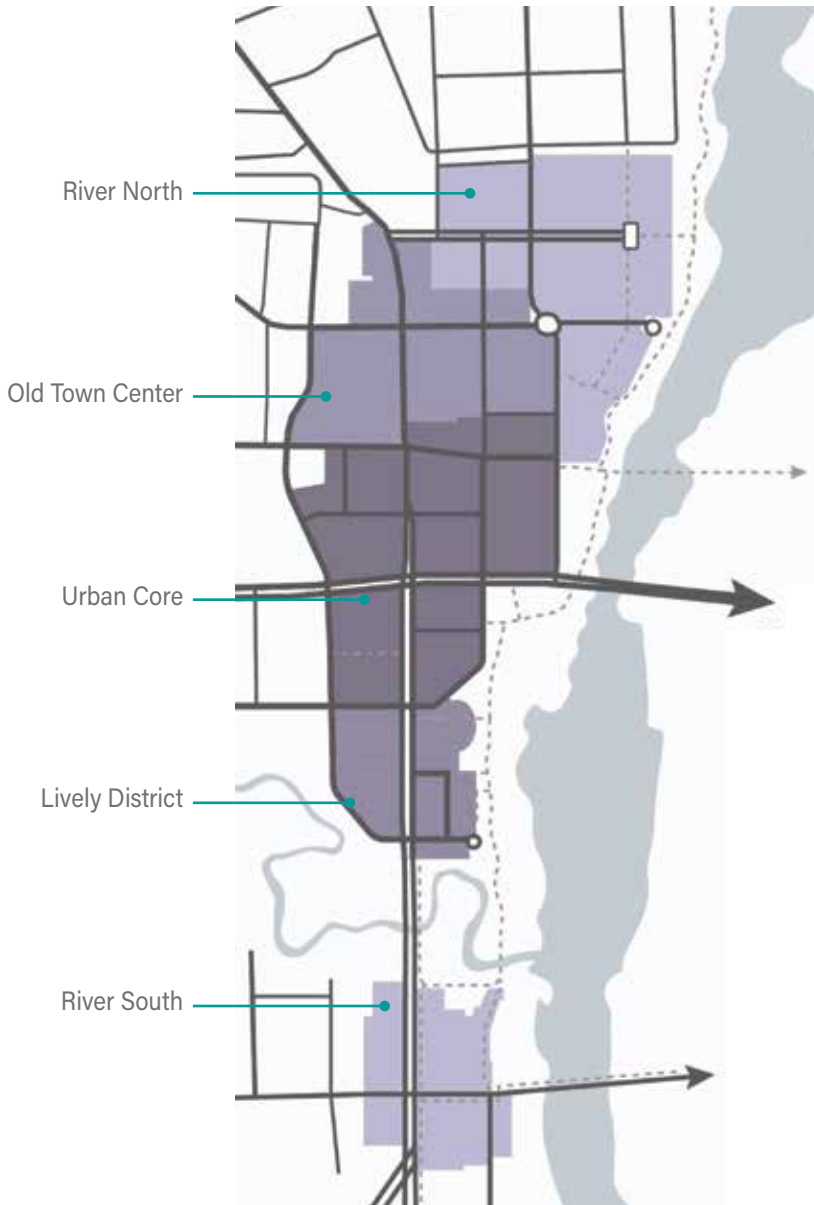 River North
Old Town Center
Urban Core
Lively District
River South